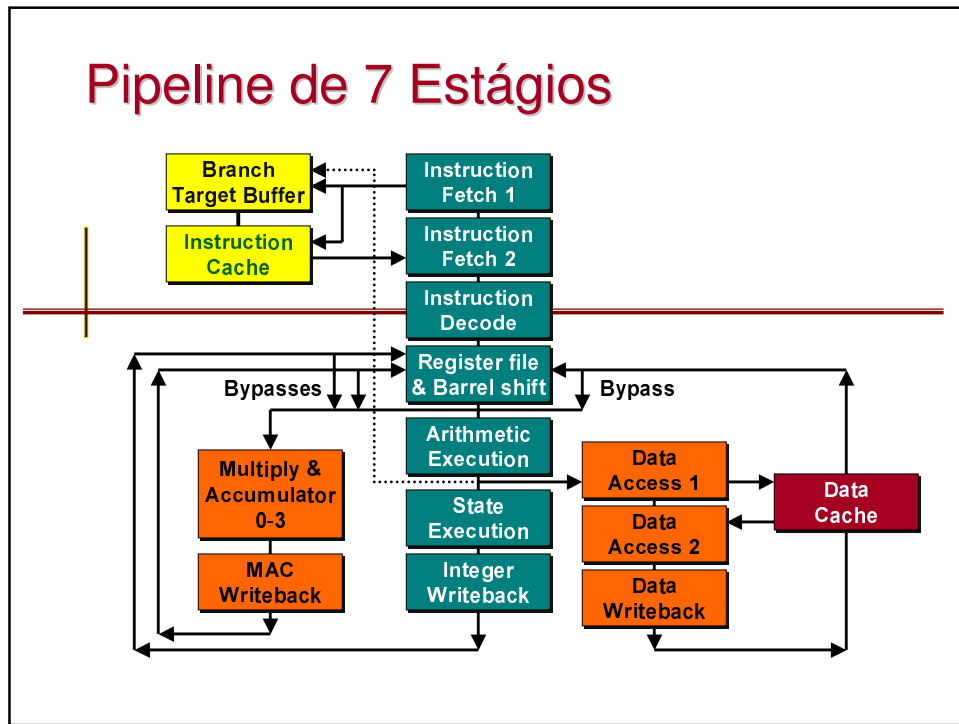 Pipeline de 7 Estágios
Branch
Target Buffer
Instruction
Fetch 1
Instruction
Cache
Instruction
Fetch 2
Instruction
Decode
Register file
& Barrel shift
Bypasses
Bypass
Arithmetic
Execution
Multiply &
Accumulator
0-3
Data
Access 1
Data
Cache
State
Execution
Data
Access 2
MAC
Writeback
Integer
Writeback
Data
Writeback